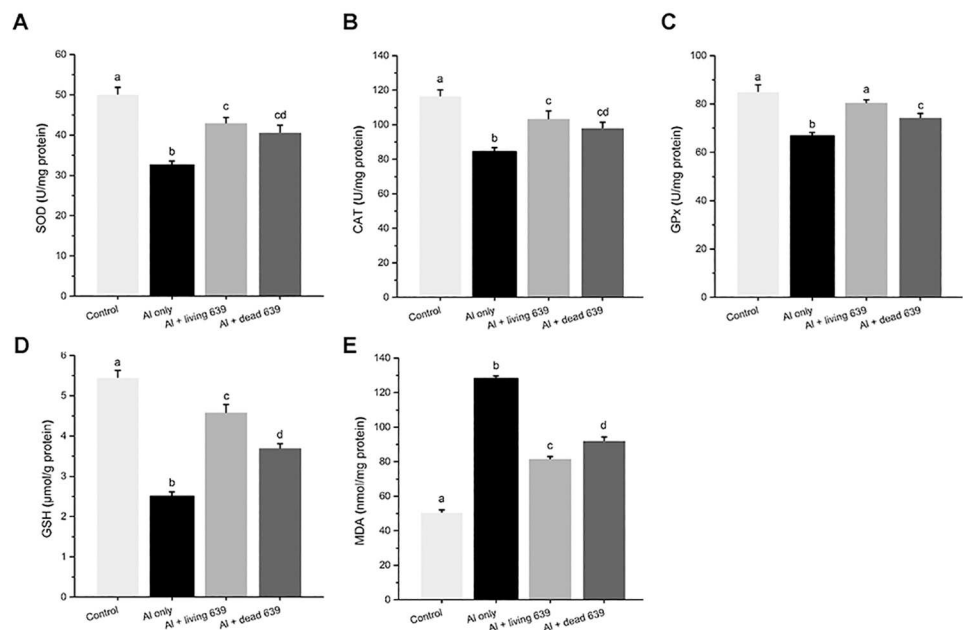 A
B
C
SOD (U/mg protein)
60
50
40
30
20
10
0
a
b
c
cd
Control
Al only
Al + living 639
Al + dead 639
CAT (U/mg protein)
140
120
100
80
60
40
20
0
a
b
c
cd
Control
Al only
Al + living 639
Al + dead 639
GPx (U/mg protein)
100
80
60
40
20
0
a
b
a
c
Control
Al only
Al + living 639
Al + dead 639
D
E
GSH (μmol/g protein)
6
5
4
3
2
1
0
a
b
c
d
Control
Al only
Al + living 639
Al + dead 639
MDA (nmol/mg protein)
140
120
100
80
60
40
20
0
a
b
c
d
Control
Al only
Al + living 639
Al + dead 639